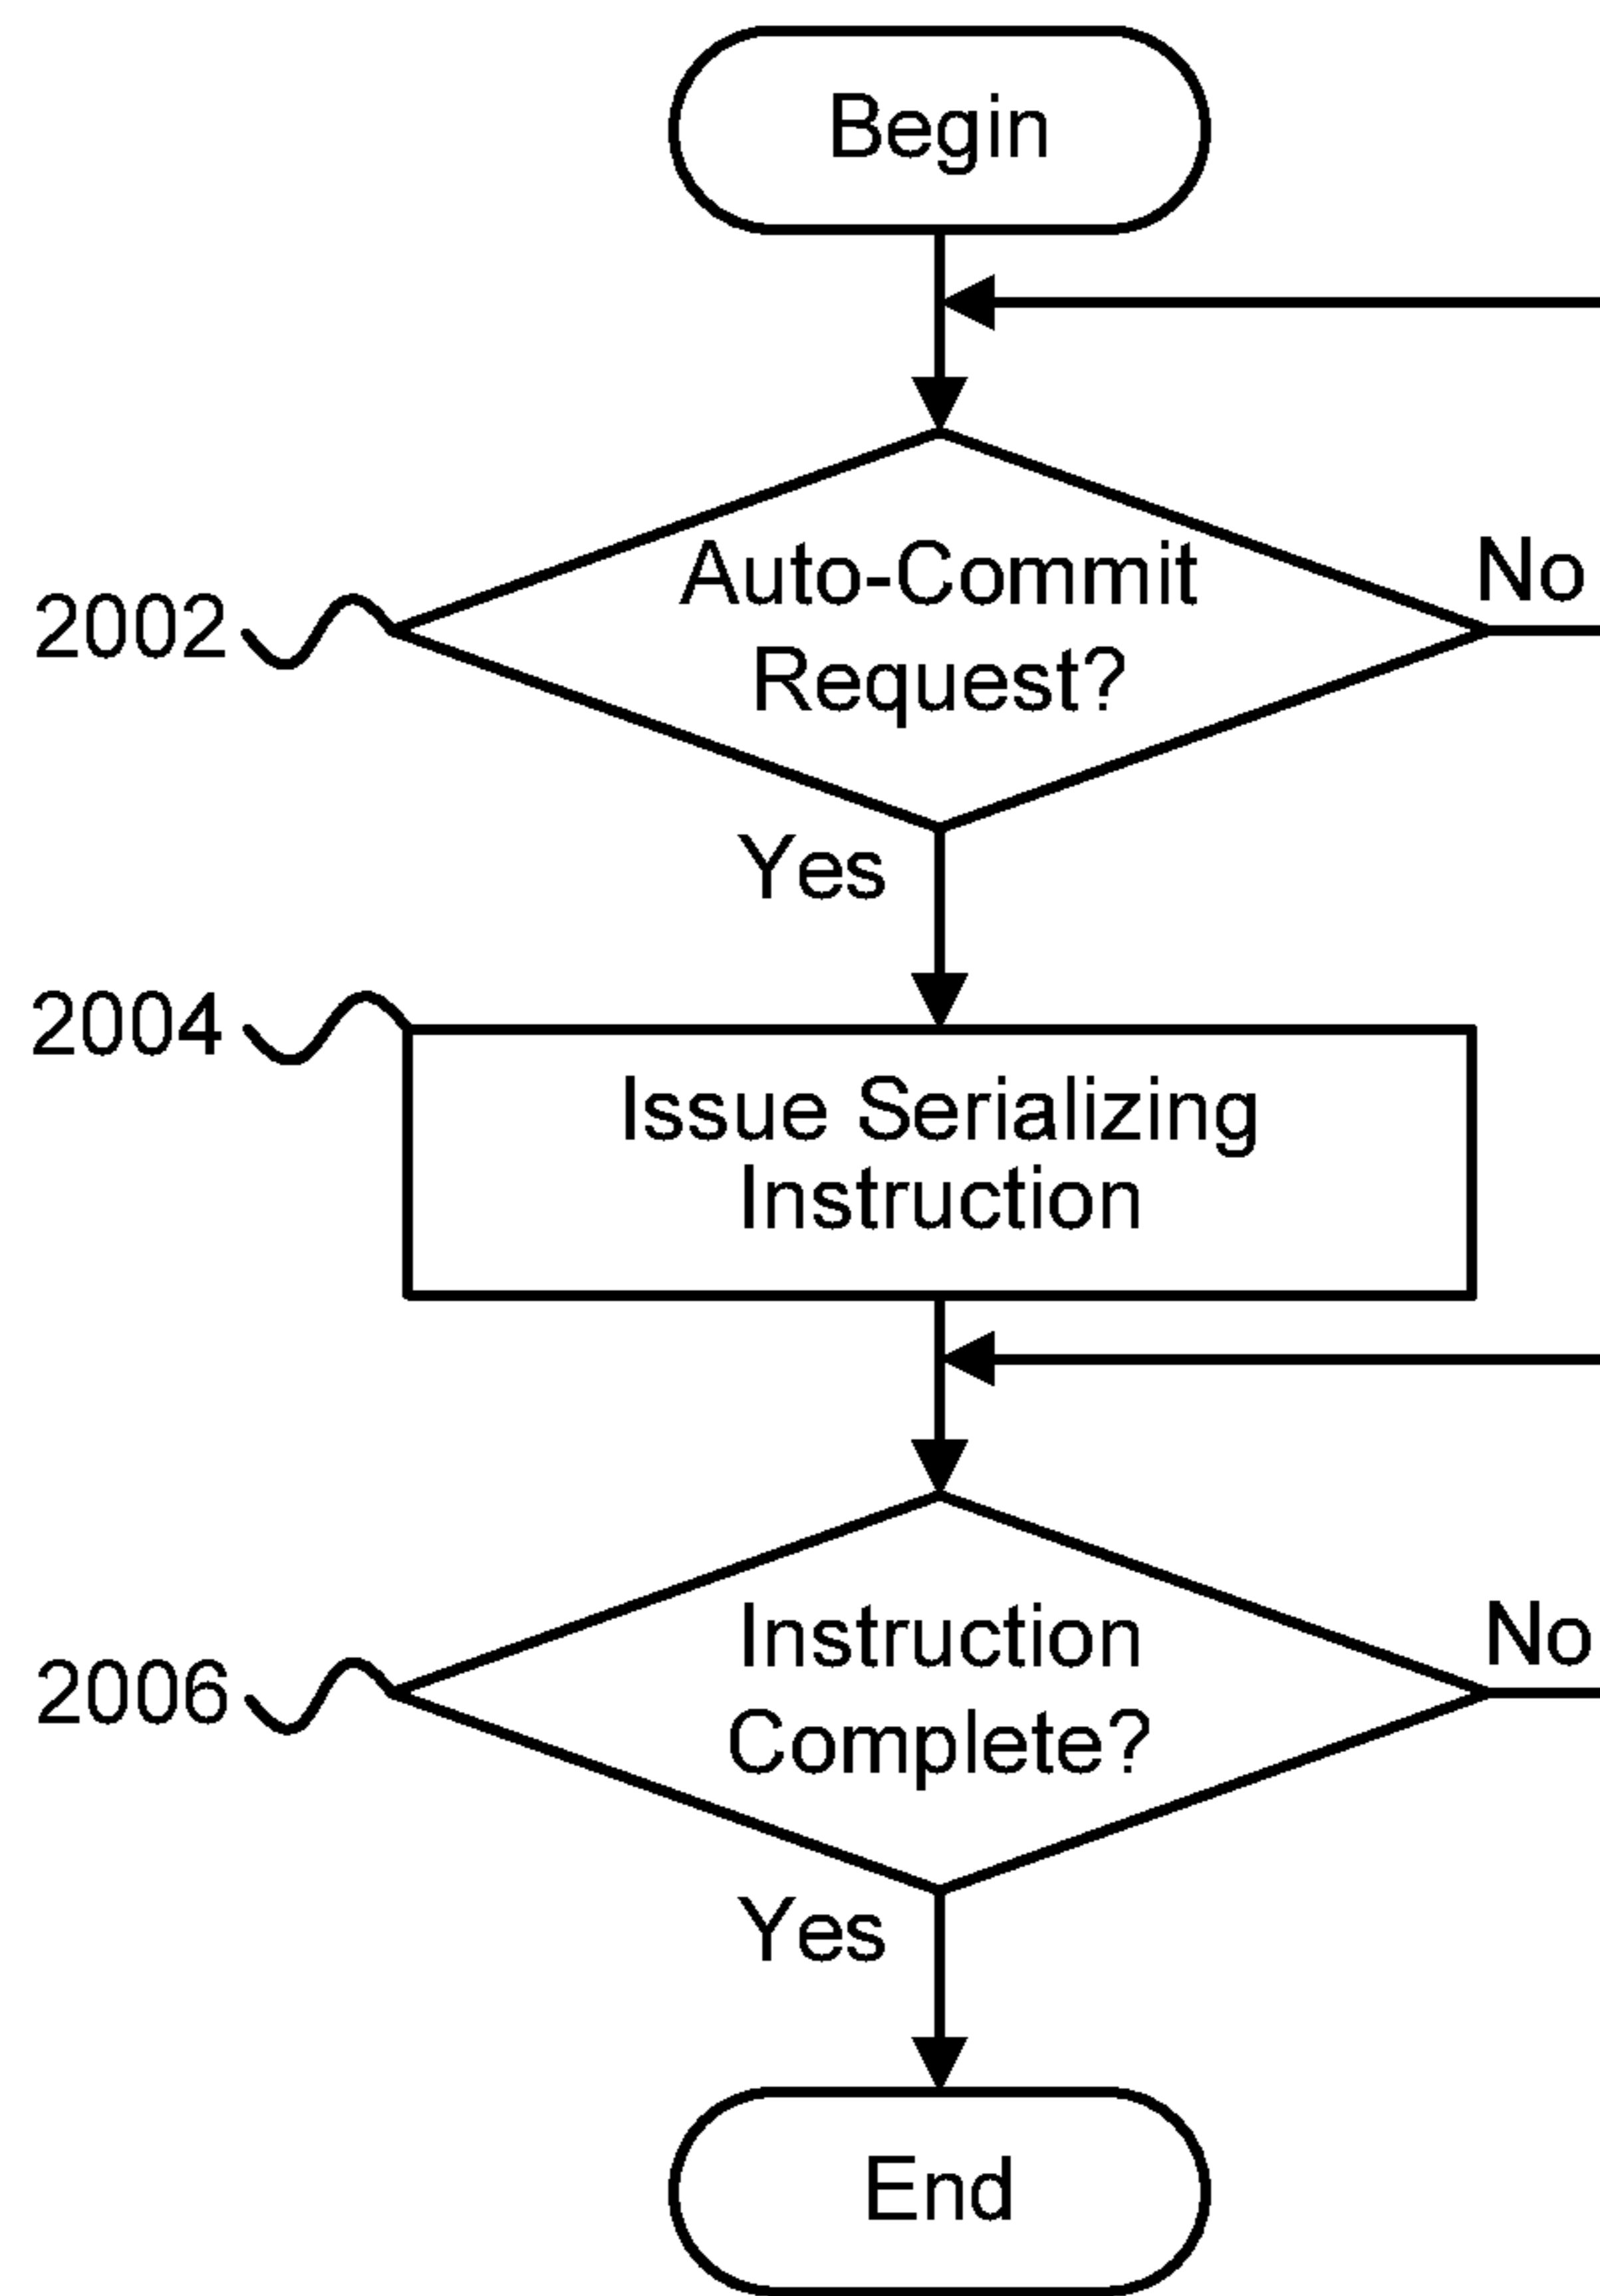 Begin
Auto-Commit
No
2002
Request?
Yes
2004
Issue Serializing
Instruction
Instruction
No
2006
Complete?
Yes
End